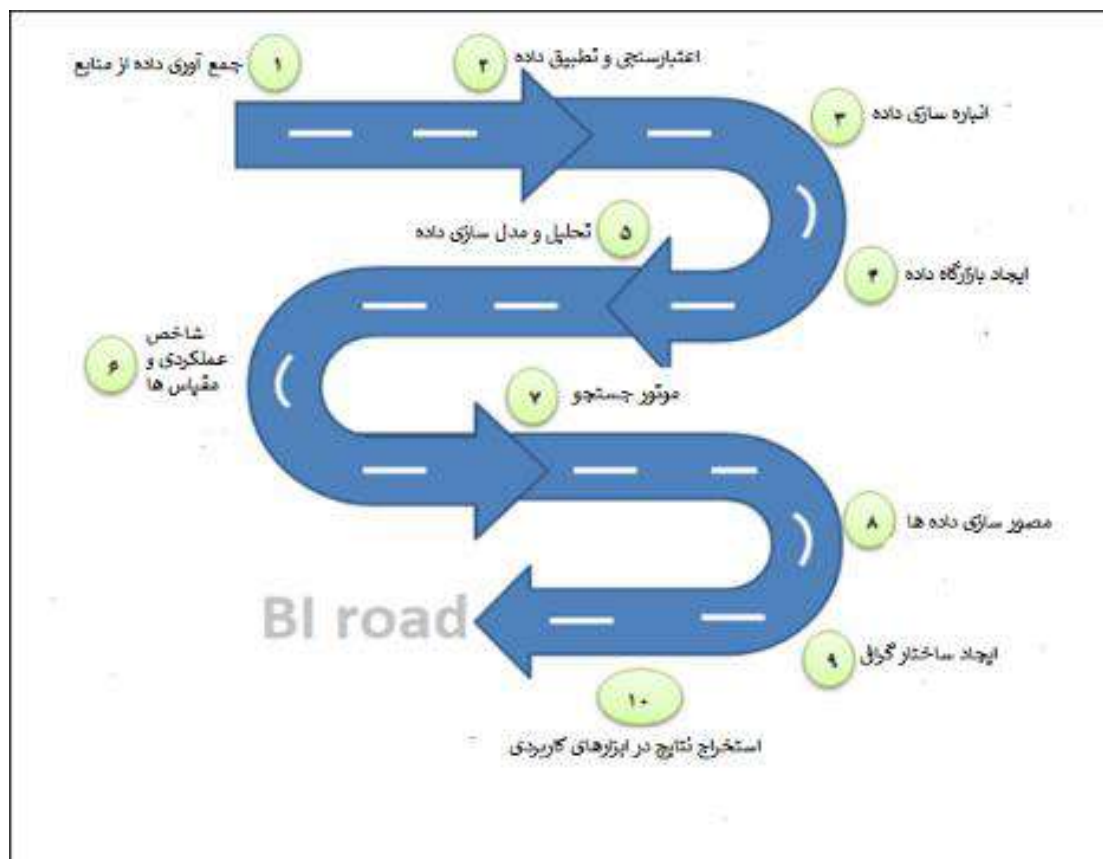 ۱ جمع آوری داده از منابع
۲ اعتبارسنجی و تطبیق داده
۳ انباره سازی داده
۴ ایجاد بازارگاه داده
۵ تحلیل و مدل سازی داده
۶ شاخص
عملکردی و
مقیاس ها
۷ موتور جستجو
۸ مصور سازی داده ها
۹ ایجاد ساختار گرافی
BI road
۱۰
استخراج نتایج در ابزارهای کاربردی